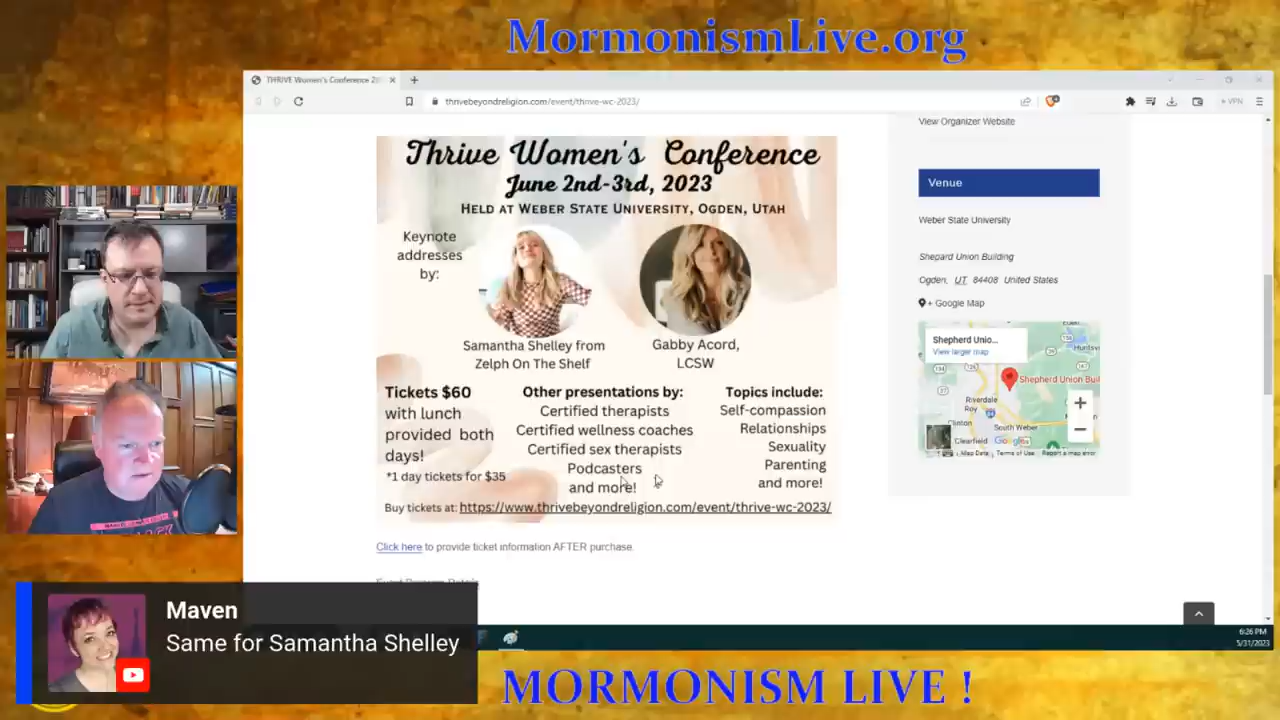 MormonismLive.org
THRIVE Women's Conference
thrivebeyondreligion.com/event/thrive-wc-2023/
VPN
Thrive Women's Conference
June 2nd-3rd, 2023
HELD AT WEBER STATE UNIVERSITY, OGDEN, UTAH
Keynote
addresses
by:
Samantha Shelley from
Zelph On The Shelf
Gabby Acord,
LCSW
Tickets $60
with lunch
provided both
days!
*1 day tickets for $35
Other presentations by:
Certified therapists
Certified wellness coaches
Certified sex therapists
Podcasters
and more!
Topics include:
Self-compassion
Relationships
Sexuality
Parenting
and more!
Buy tickets at: https://www.thrivebeyondreligion.com/event/thrive-wc-2023/
Click here to provide ticket information AFTER purchase.
View Organizer Website
Venue
Weber State University
Shepard Union Building
Ogden, UT 84408 United States
+ Google Map
Shepherd Unio...
View larger map
Shepherd Union Buil
Riverdale
Roy
Clinton
South Weber
Clearfield
Google
Map Data
Terms of Use
Report a map error
6:26 PM
5/31/2023
Maven
Same for Samantha Shelley
MORMONISM LIVE !